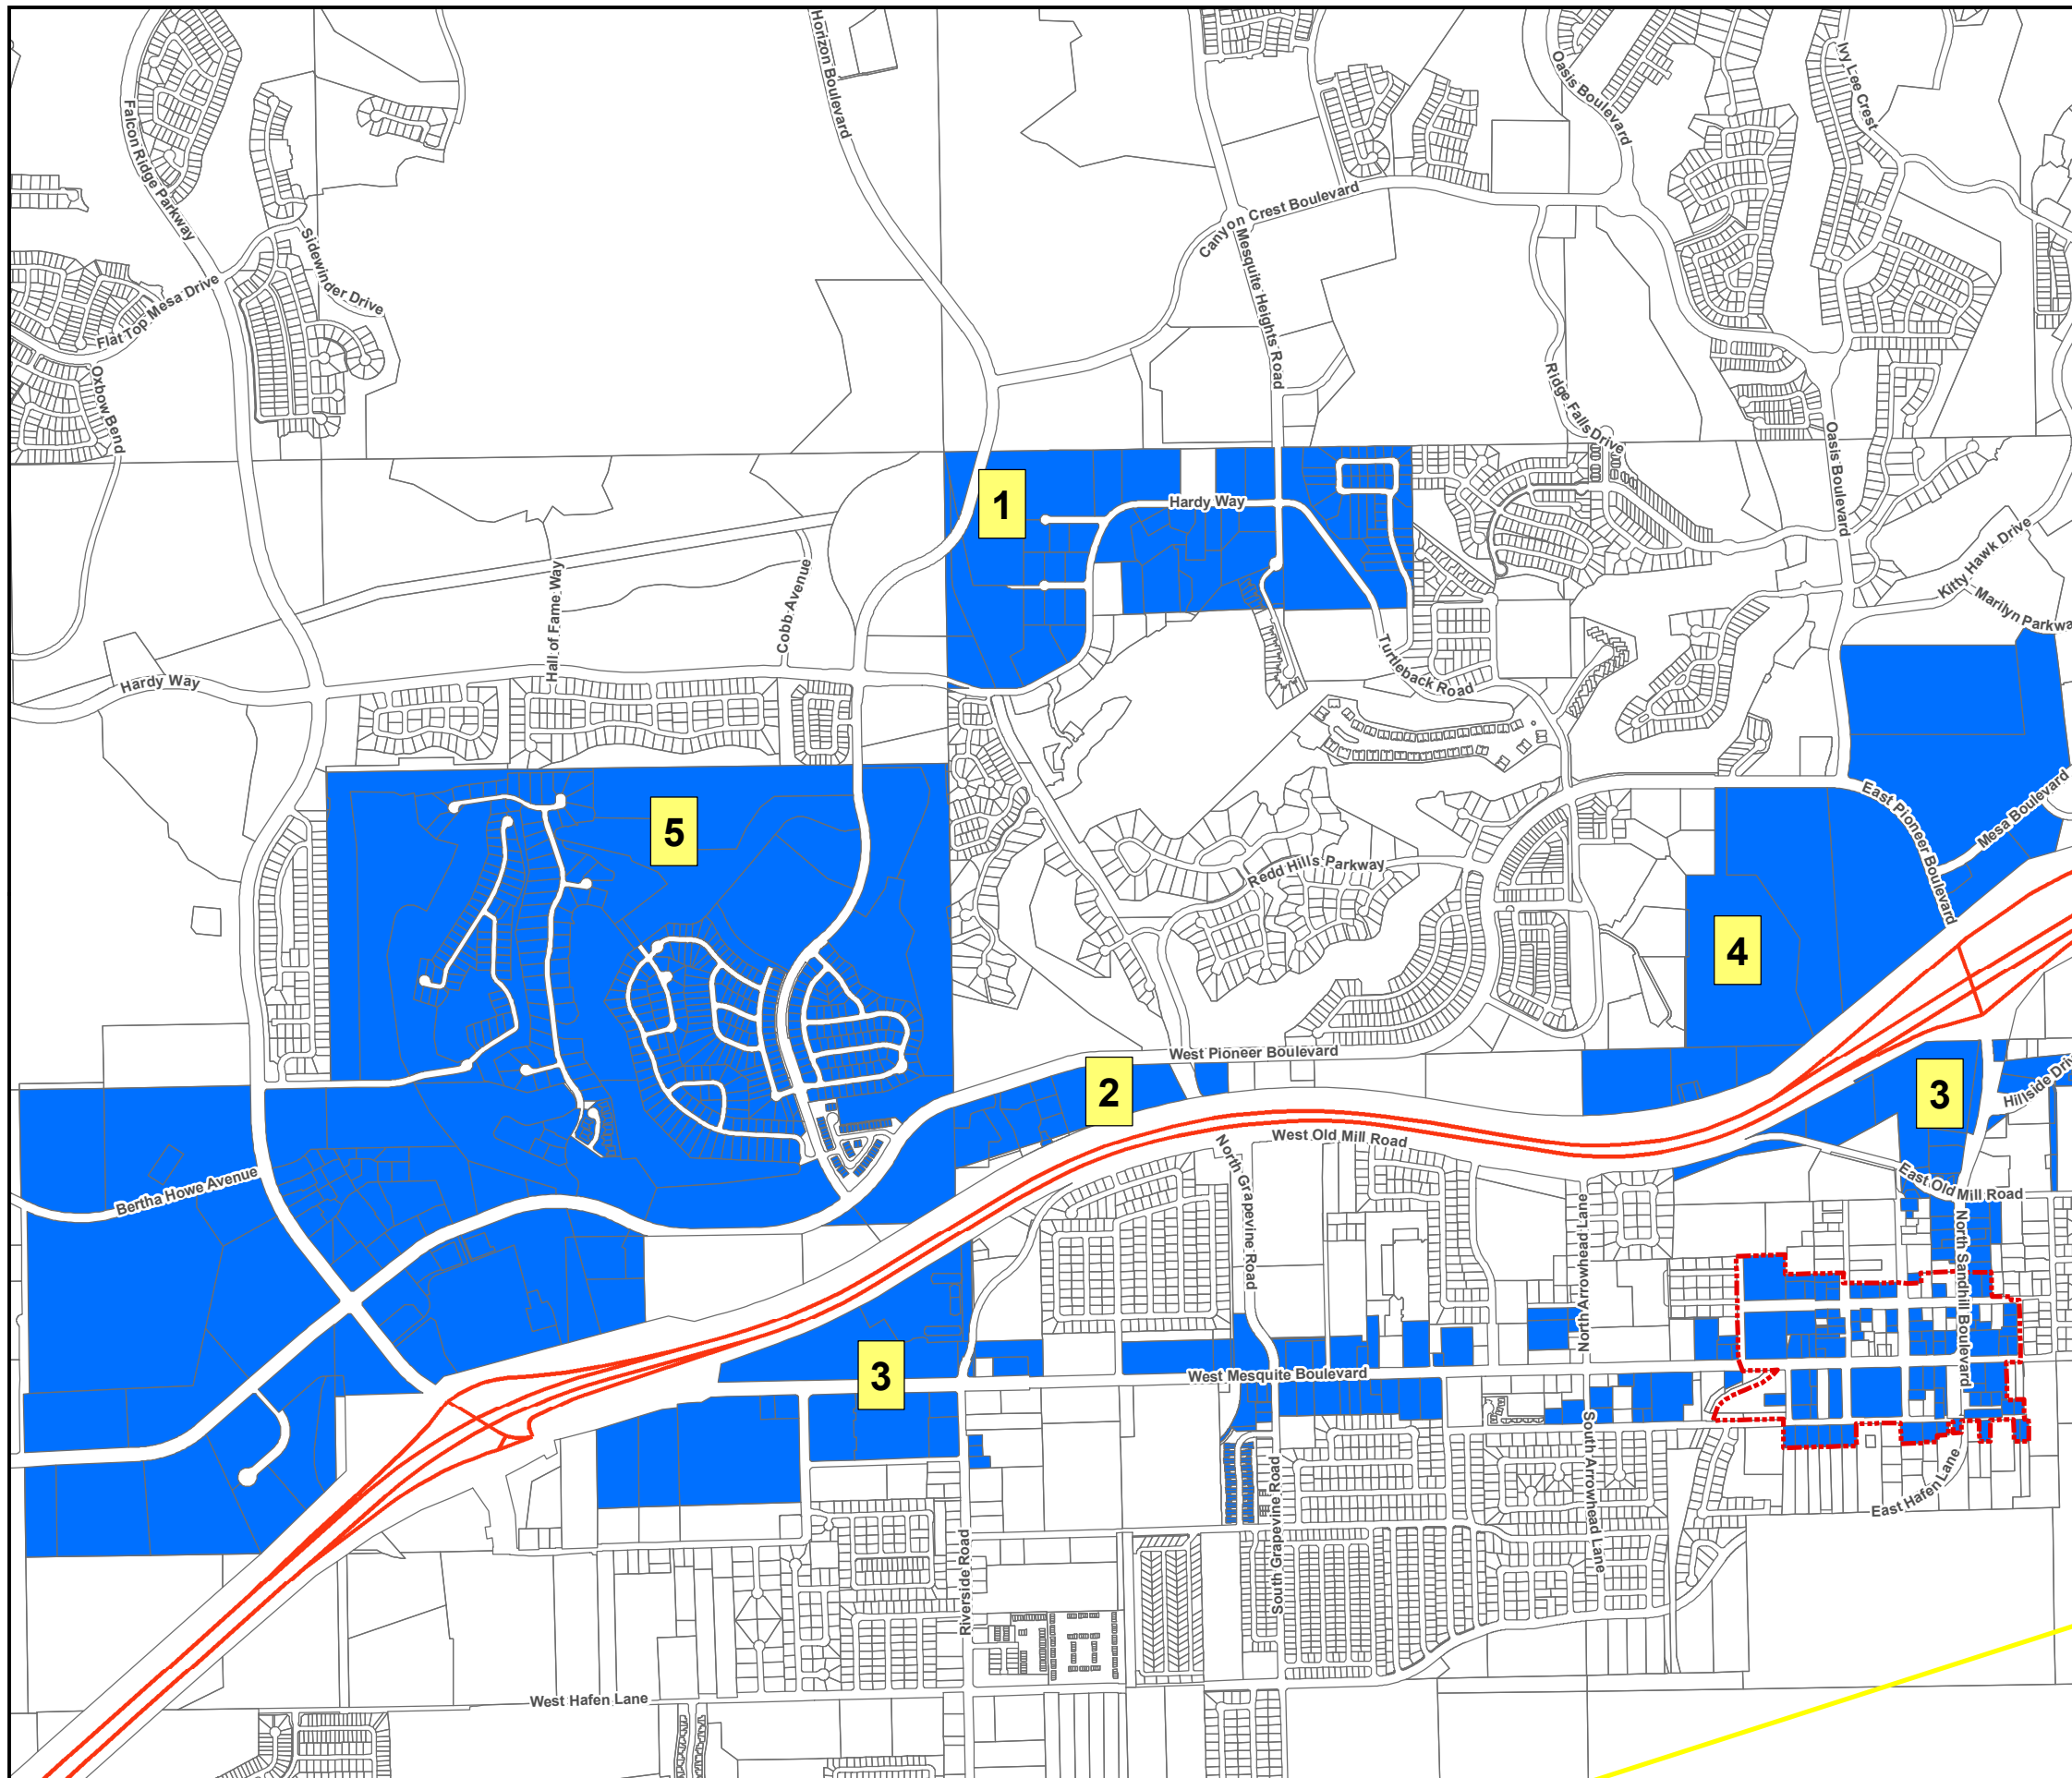 Horizon Boulevard
Falcon Ridge Parkway
Oasis Boulevard
Ivy Lee Crest
Canyon Crest Boulevard
Mesquite Heights Road
Sidewinder Drive
Flat Top Mesa Drive
Oxbow Bend
Ridge Falls Drive
Oasis Boulevard
1
Hardy Way
Kitty Hawk Drive
Marilyn Parkwa
Hall of Fame Way
Cobb Avenue
Hardy Way
Turtleback Road
5
East Pioneer Boulevard
Mesa Boulevard
Redd Hills Parkway
4
West Pioneer Boulevard
2
3
Hillside Driv
West Old Mill Road
North Grapevine Road
Bertha Howe Avenue
East Old Mill Road
North Arrowhead Lane
North Sandhill Boulevard
3
West Mesquite Boulevard
South Arrowhead Lane
South Grapevine Road
East Hafen Lane
Riverside Road
West Hafen Lane